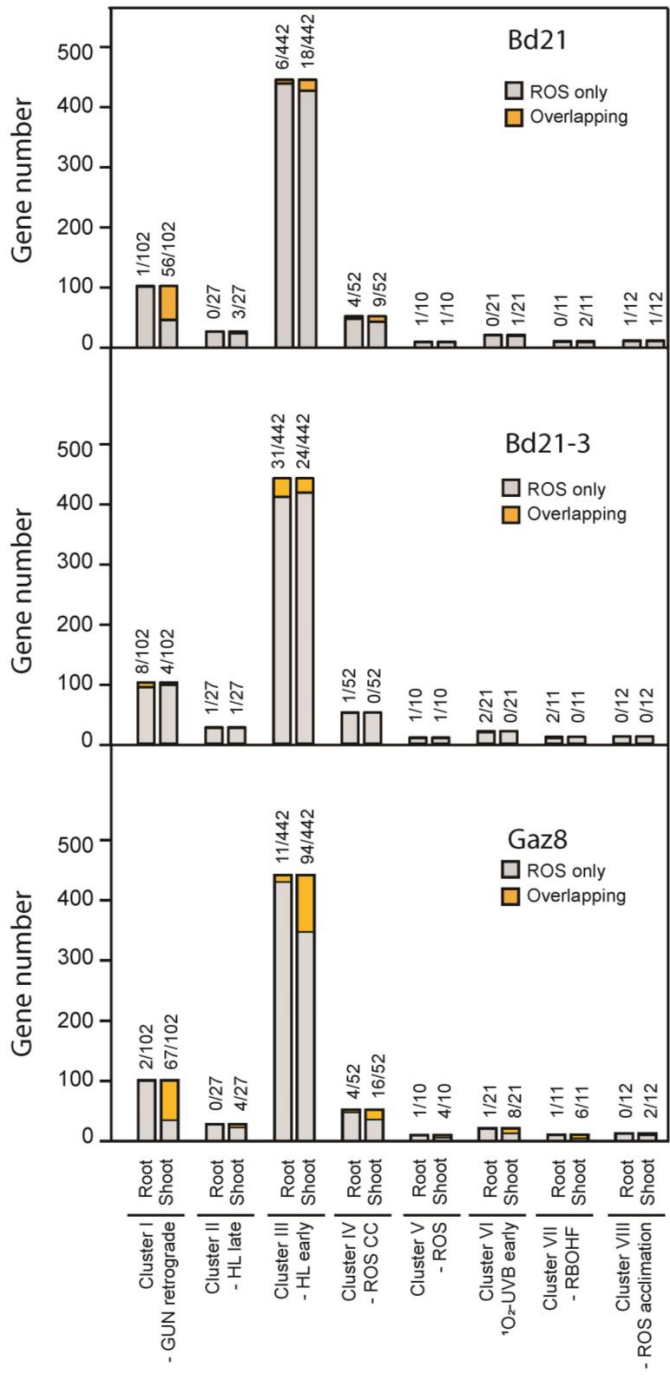 Bd21
ROS only
Overlapping
Gene number
500
400
300
200
100
0
1/102
56/102
0/27
3/27
6/442
18/442
4/52
9/52
1/10
1/10
0/21
1/21
0/11
2/11
1/12
1/12
Bd21-3
ROS only
Overlapping
Gene number
500
400
300
200
100
0
8/102
4/102
1/27
1/27
31/442
24/442
1/52
0/52
1/10
1/10
2/21
0/21
2/11
0/11
0/12
0/12
Gaz8
ROS only
Overlapping
Gene number
500
400
300
200
100
0
2/102
67/102
0/27
4/27
11/442
94/442
4/52
16/52
1/10
4/10
1/21
8/21
1/11
6/11
0/12
2/12
Root
Shoot
Root
Shoot
Root
Shoot
Root
Shoot
Root
Shoot
Root
Shoot
Root
Shoot
Root
Shoot
Cluster I
- GUN retrograde
Cluster II
- HL late
Cluster III
- HL early
Cluster IV
- ROS CC
Cluster V
- ROS
Cluster VI
¹O₂-UVB early
Cluster VII
- RBOHF
Cluster VIII
- ROS acclimation